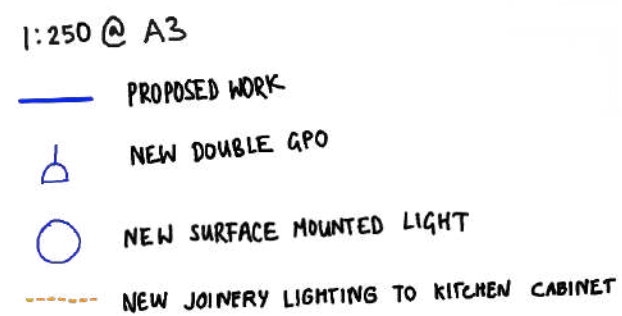 1:250 @ A3
PROPOSED WORK
NEW DOUBLE GPO
NEW SURFACE MOUNTED LIGHT
NEW JOINERY LIGHTING TO KITCHEN CABINET